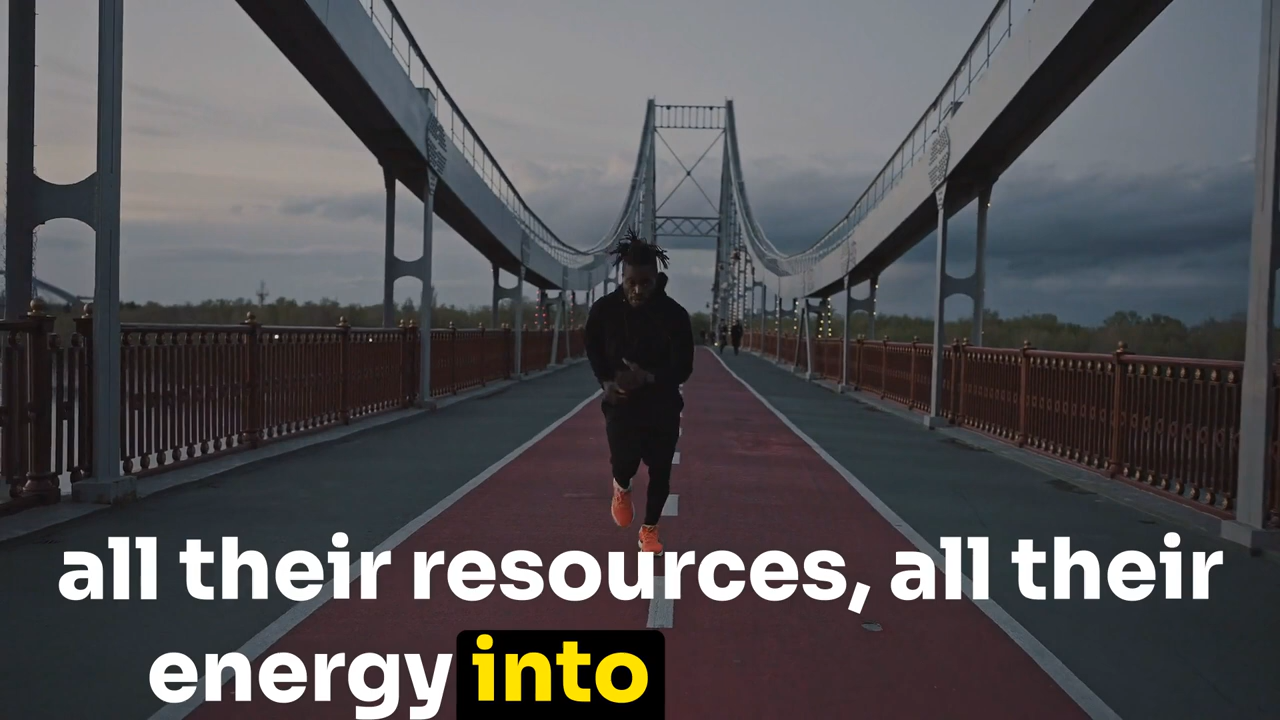 all their resources, all their
energy into